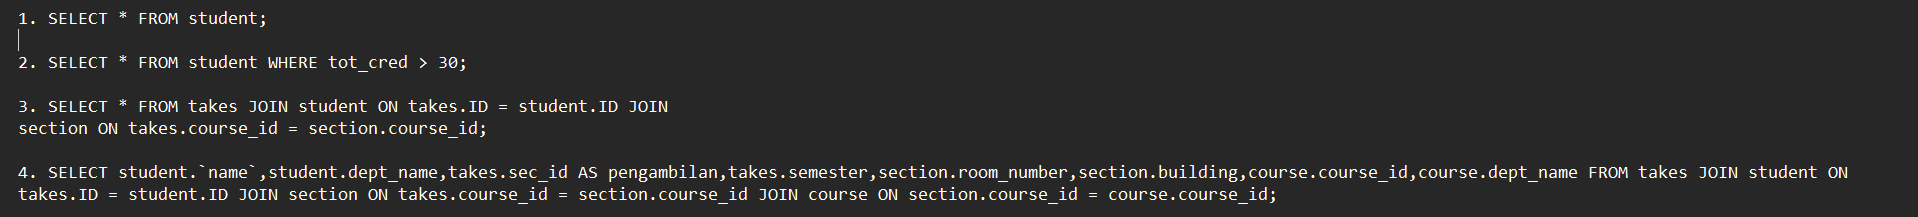 1. SELECT * FROM student;
2. SELECT * FROM student WHERE tot_cred > 30;
3. SELECT * FROM takes JOIN student ON takes.ID = student.ID JOIN
section ON takes.course_id = section.course_id;
4. SELECT student.`name`,student.dept_name,takes.sec_id AS pengambilan,takes.semester,section.room_number,section.building,course.course_id,course.dept_name FROM takes JOIN student ON
takes.ID = student.ID JOIN section ON takes.course_id = section.course_id JOIN course ON section.course_id = course.course_id;